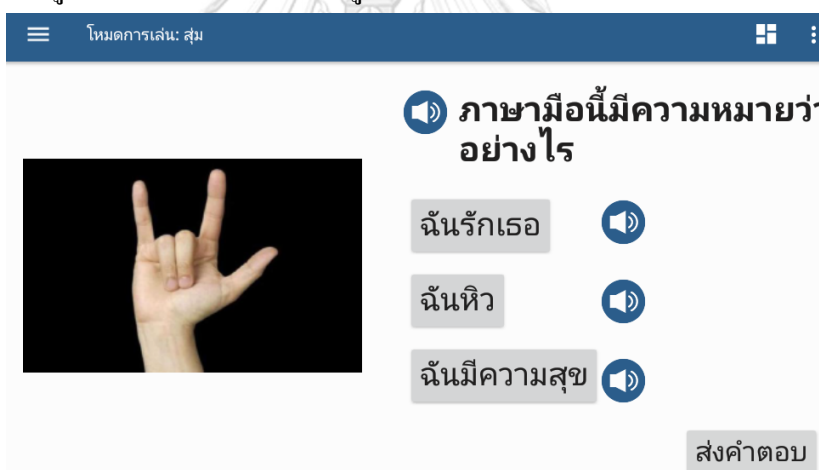 โหมดการเล่น: สุ่ม
ภาษามือนี้มีความหมายว่า
อย่างไร
ฉันรักเธอ
ฉันหิว
ฉันมีความสุข
ส่งคำตอบ